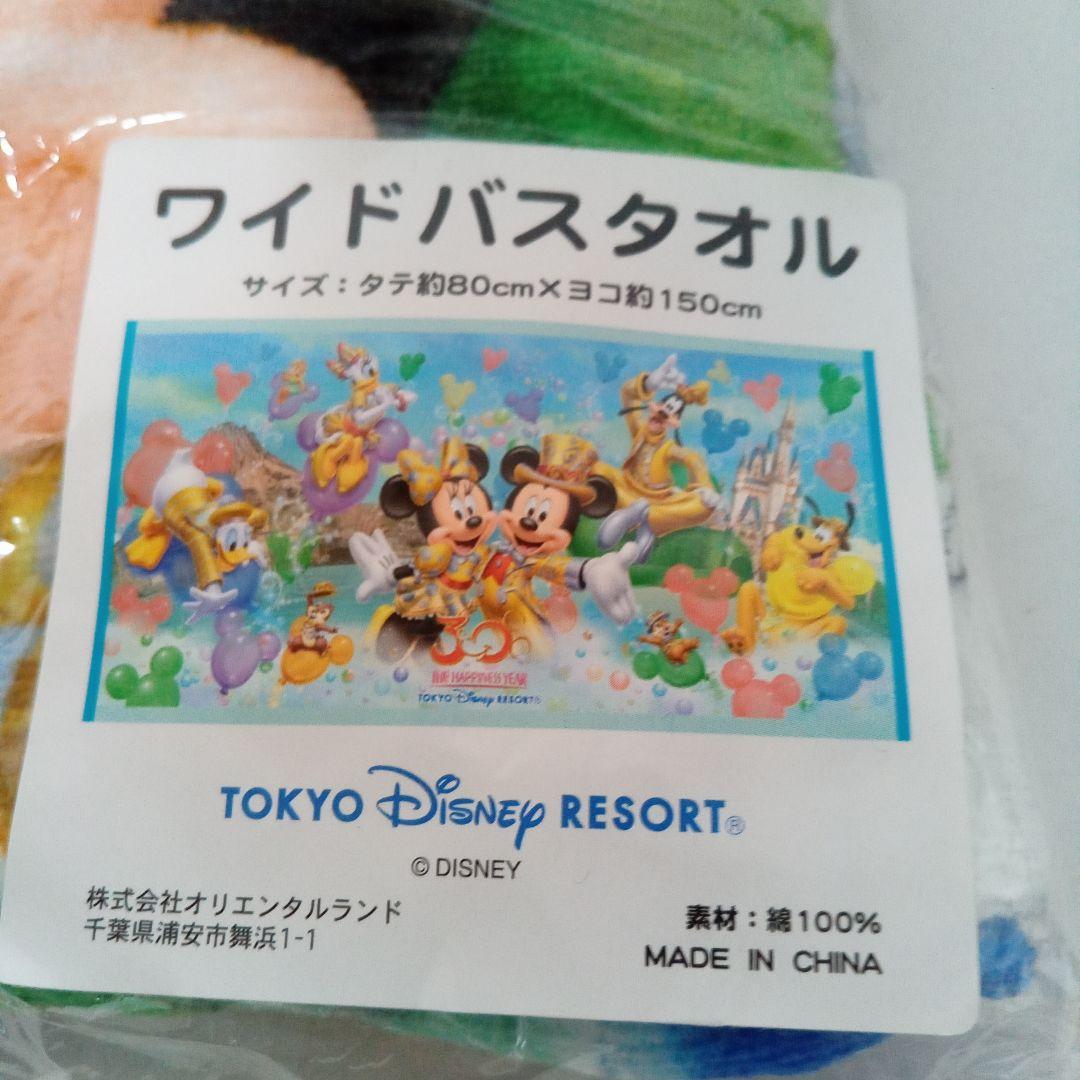 ワイドバスタオル
サイズ：タテ約80cm×ヨコ約150cm
30th
THE HAPPINESS YEAR
TOKYO Disney RESORT®
TOKYO Disney RESORT®
© DISNEY
株式会社オリエンタルランド
千葉県浦安市舞浜1-1
素材：綿100%
MADE IN CHINA